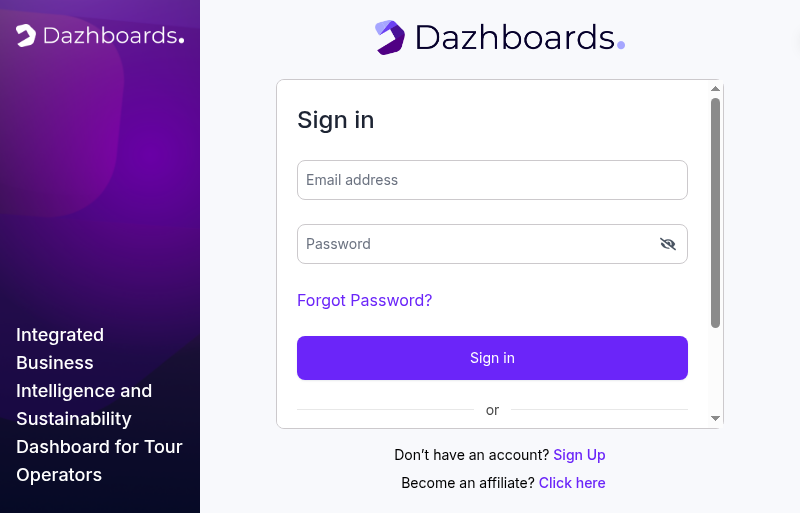 Dazhboards.
Integrated
Business
Intelligence and
Sustainability
Dashboard for Tour
Operators
Dazhboards.
Sign in
Email address
Password
Forgot Password?
Sign in
or
Don't have an account? Sign Up
Become an affiliate? Click here